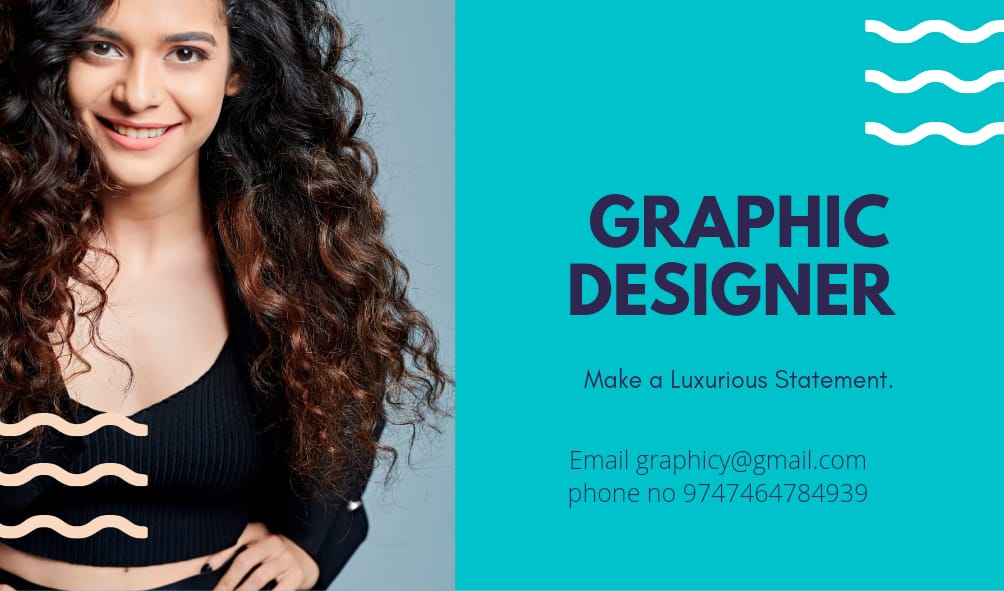 GRAPHIC
DESIGNER
Make a Luxurious Statement.
Email graphicy@gmail.com
phone no 9747464784939